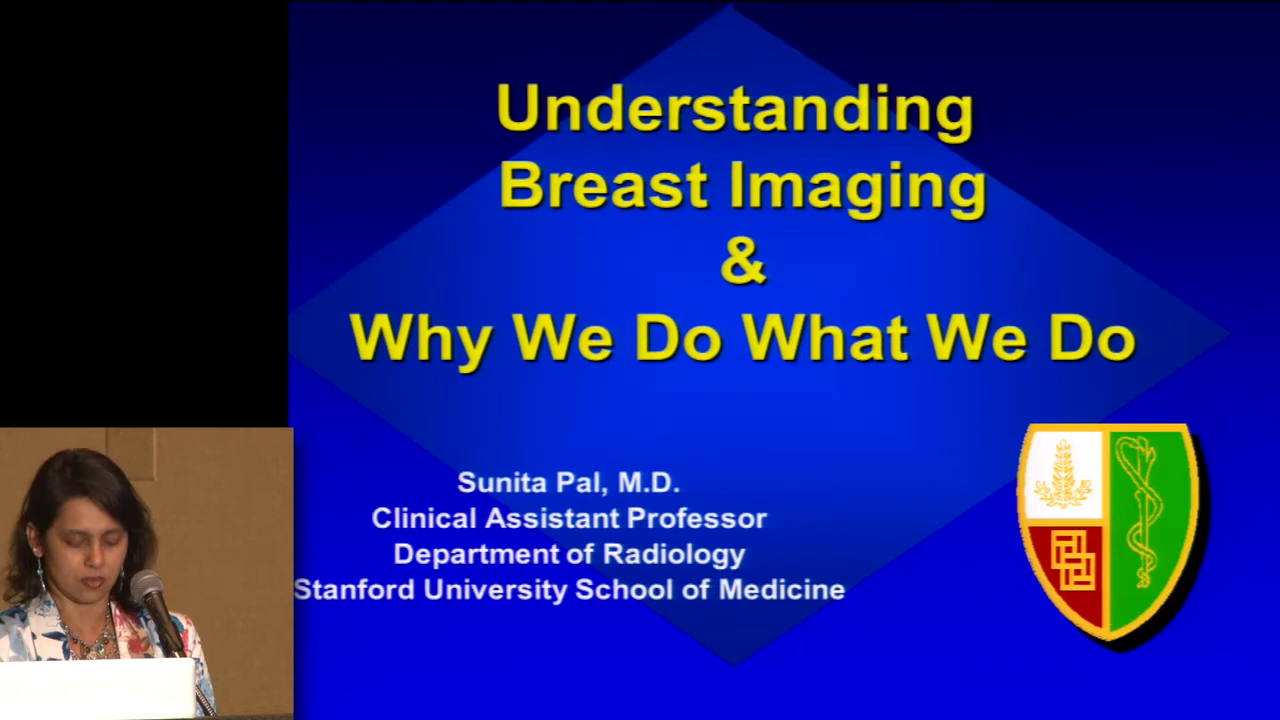 Understanding
Breast Imaging
&
Why We Do What We Do
Sunita Pal, M.D.
Clinical Assistant Professor
Department of Radiology
Stanford University School of Medicine